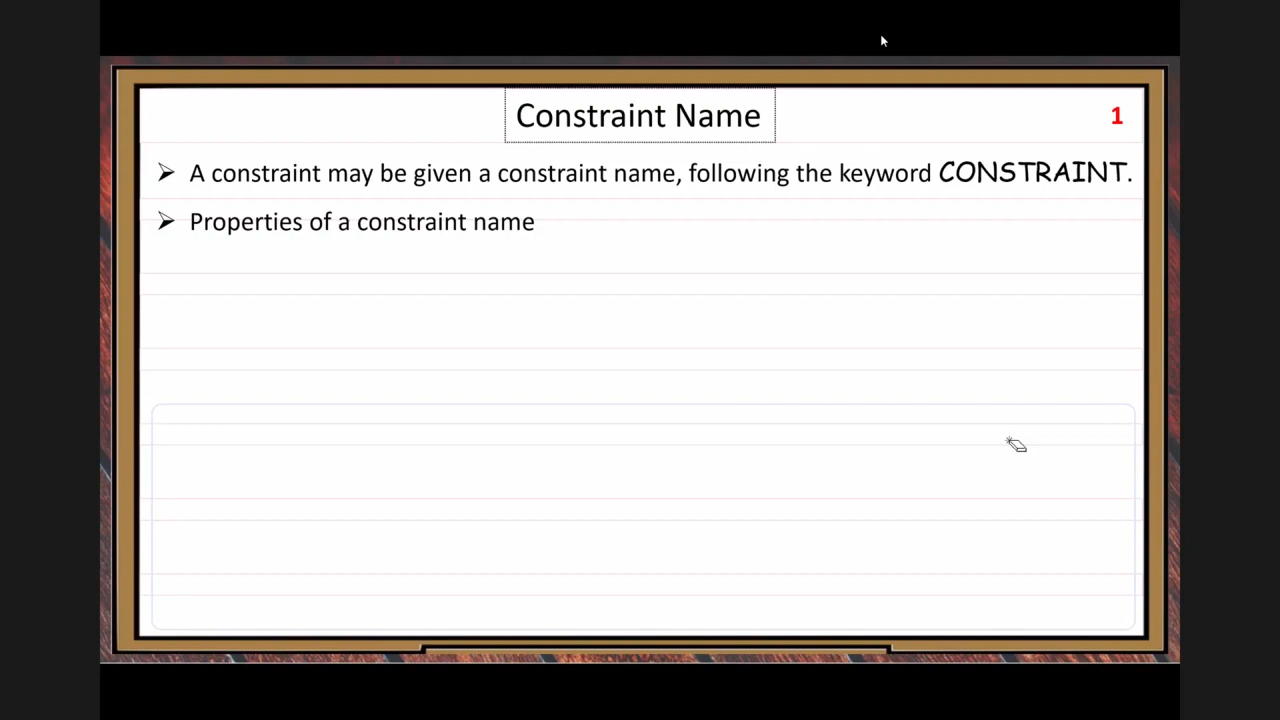 Constraint Name
1
➢ A constraint may be given a constraint name, following the keyword CONSTRAINT.
➢ Properties of a constraint name